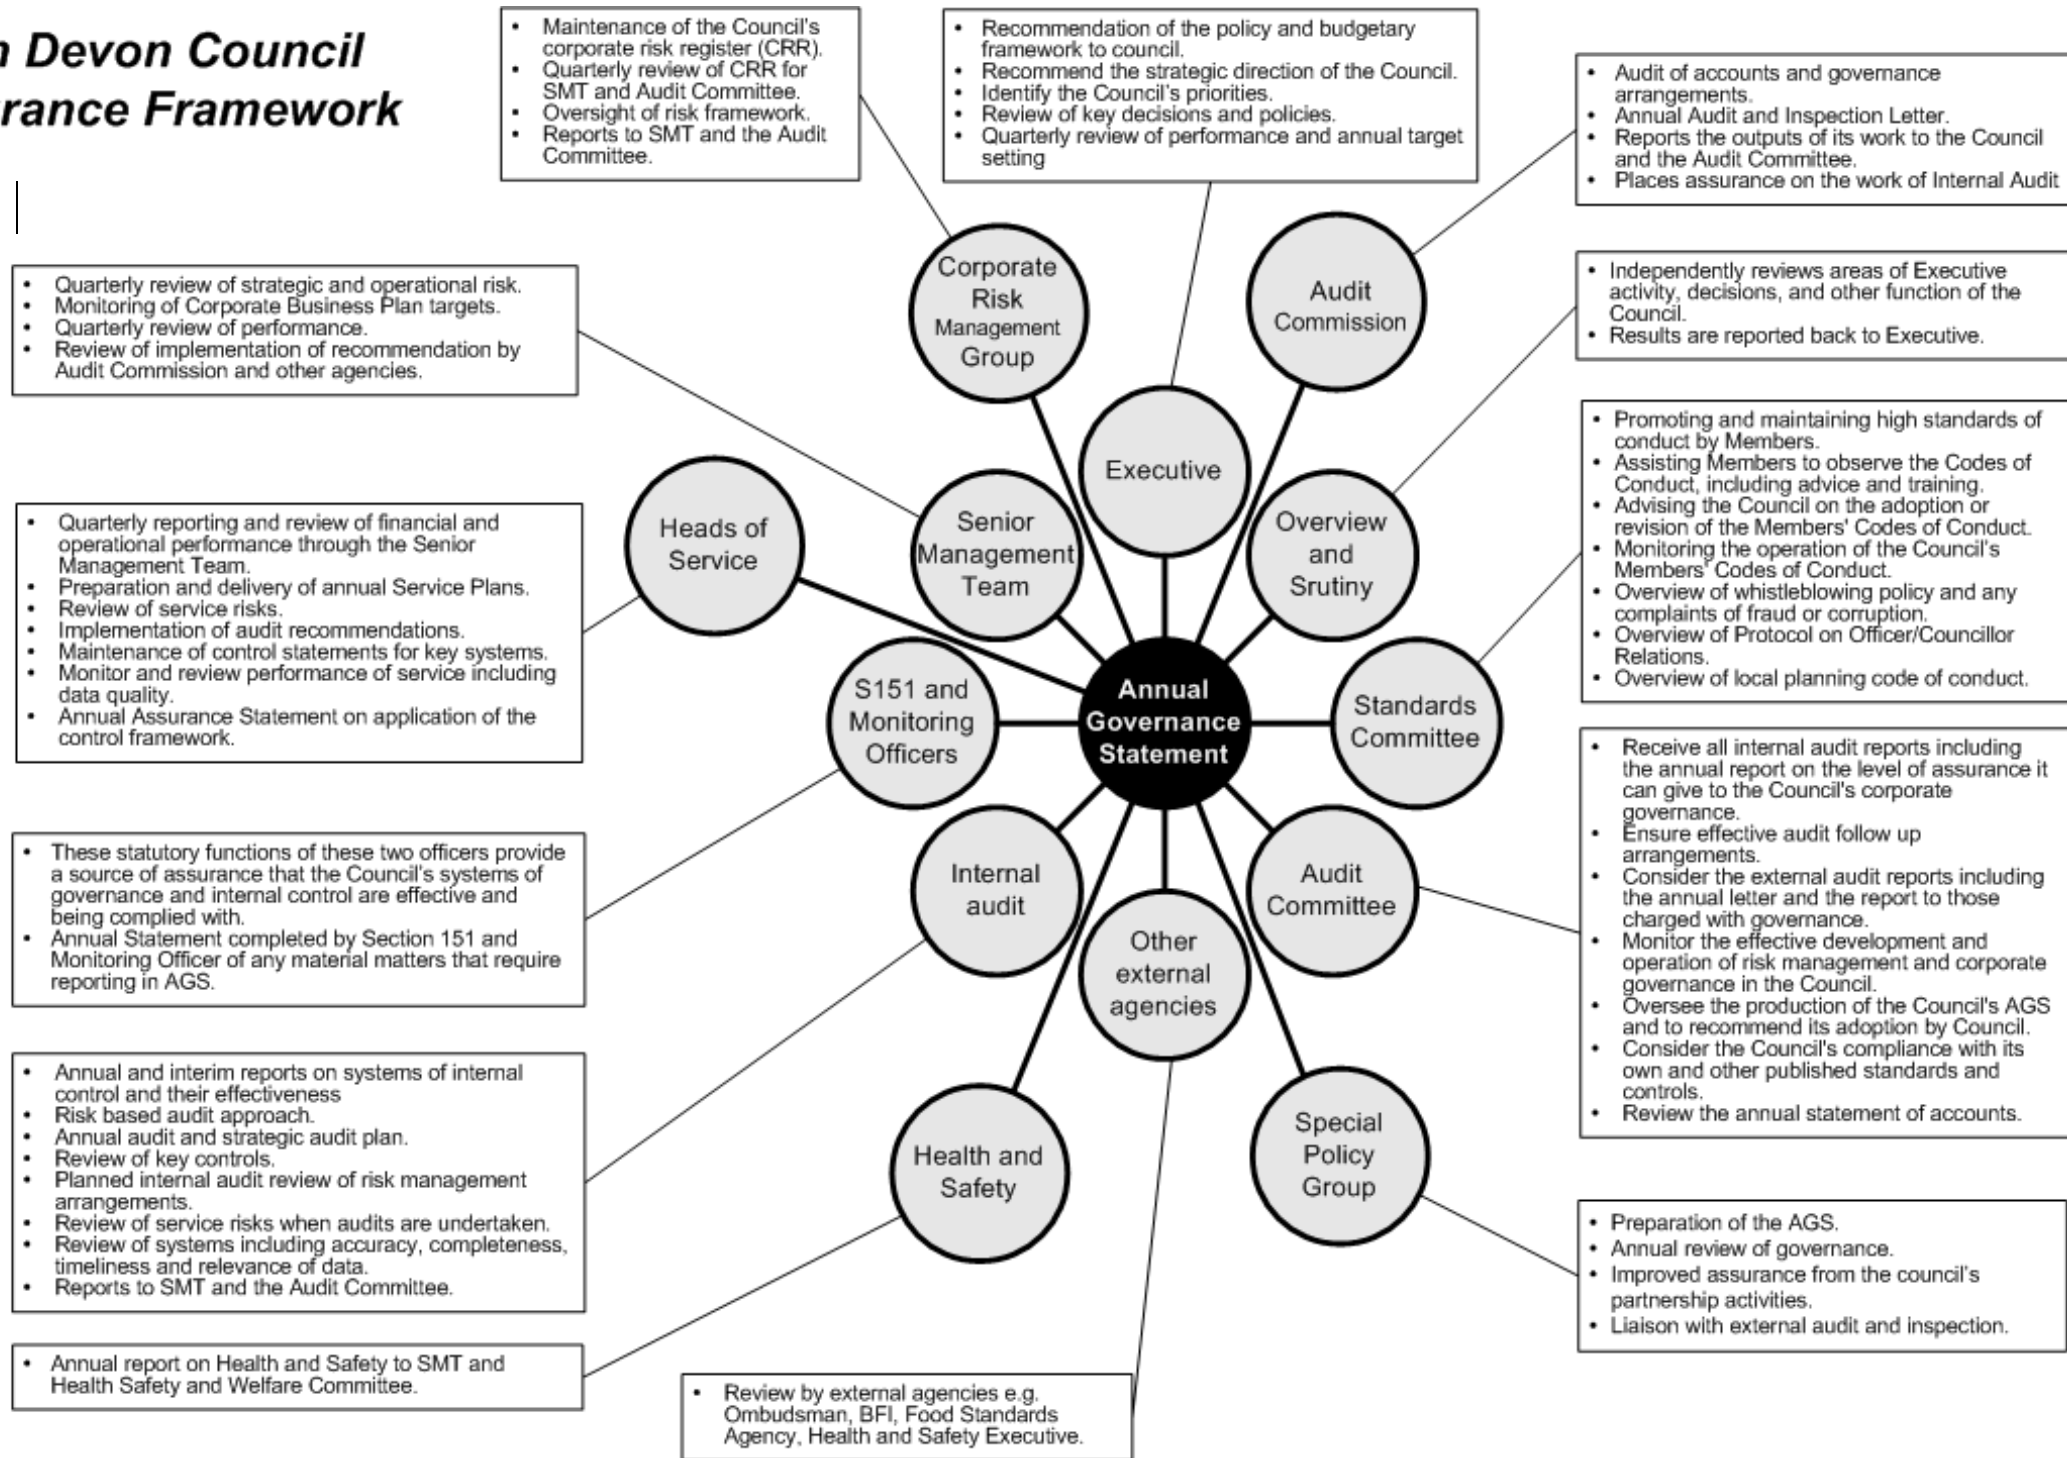 n Devon Council
rance Framework
• Maintenance of the Council's
corporate risk register (CRR).
• Quarterly review of CRR for
SMT and Audit Committee.
• Oversight of risk framework.
• Reports to SMT and the Audit
Committee.
• Recommendation of the policy and budgetary
framework to council.
• Recommend the strategic direction of the Council.
• Identify the Council's priorities.
• Review of key decisions and policies.
• Quarterly review of performance and annual target
setting
• Audit of accounts and governance
arrangements.
• Annual Audit and Inspection Letter.
• Reports the outputs of its work to the Council
and the Audit Committee.
• Places assurance on the work of Internal Audit
• Quarterly review of strategic and operational risk.
• Monitoring of Corporate Business Plan targets.
• Quarterly review of performance.
• Review of implementation of recommendation by
Audit Commission and other agencies.
• Independently reviews areas of Executive
activity, decisions, and other function of the
Council.
• Results are reported back to Executive.
• Quarterly reporting and review of financial and
operational performance through the Senior
Management Team.
• Preparation and delivery of annual Service Plans.
• Review of service risks.
• Implementation of audit recommendations.
• Maintenance of control statements for key systems.
• Monitor and review performance of service including
data quality.
• Annual Assurance Statement on application of the
control framework.
• Promoting and maintaining high standards of
conduct by Members.
• Assisting Members to observe the Codes of
Conduct, including advice and training.
• Advising the Council on the adoption or
revision of the Members' Codes of Conduct.
• Monitoring the operation of the Council's
Members' Codes of Conduct.
• Overview of whistleblowing policy and any
complaints of fraud or corruption.
• Overview of Protocol on Officer/Councillor
Relations.
• Overview of local planning code of conduct.
• These statutory functions of these two officers provide
a source of assurance that the Council's systems of
governance and internal control are effective and
being complied with.
• Annual Statement completed by Section 151 and
Monitoring Officer of any material matters that require
reporting in AGS.
• Receive all internal audit reports including
the annual report on the level of assurance it
can give to the Council's corporate
governance.
• Ensure effective audit follow up
arrangements.
• Consider the external audit reports including
the annual letter and the report to those
charged with governance.
• Monitor the effective development and
operation of risk management and corporate
governance in the Council.
• Oversee the production of the Council's AGS
and to recommend its adoption by Council.
• Consider the Council's compliance with its
own and other published standards and
controls.
• Review the annual statement of accounts.
• Annual and interim reports on systems of internal
control and their effectiveness
• Risk based audit approach.
• Annual audit and strategic audit plan.
• Review of key controls.
• Planned internal audit review of risk management
arrangements.
• Review of service risks when audits are undertaken.
• Review of systems including accuracy, completeness,
timeliness and relevance of data.
• Reports to SMT and the Audit Committee.
• Preparation of the AGS.
• Annual review of governance.
• Improved assurance from the council's
partnership activities.
• Liaison with external audit and inspection.
• Annual report on Health and Safety to SMT and
Health Safety and Welfare Committee.
• Review by external agencies e.g.
Ombudsman, BFI, Food Standards
Agency, Health and Safety Executive.
Corporate
Risk
Management
Group
Audit
Commission
Executive
Heads of
Service
Senior
Management
Team
Overview
and
Srutiny
S151 and
Monitoring
Officers
Annual
Governance
Statement
Standards
Committee
Internal
audit
Audit
Committee
Other
external
agencies
Health and
Safety
Special
Policy
Group